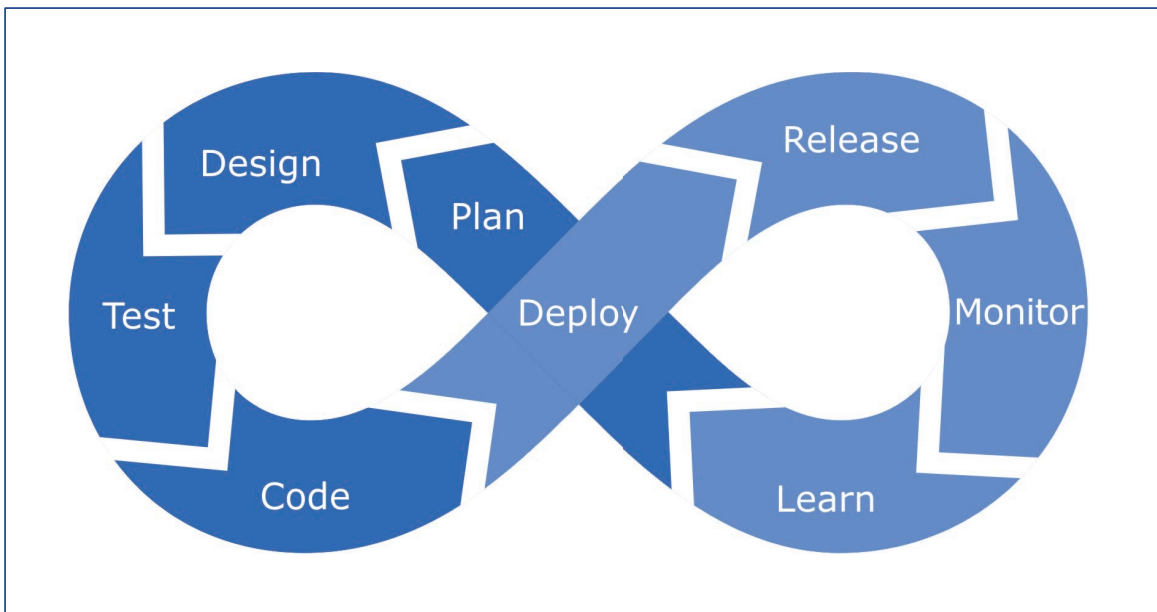 Design
Plan
Release
Test
Deploy
Monitor
Code
Learn